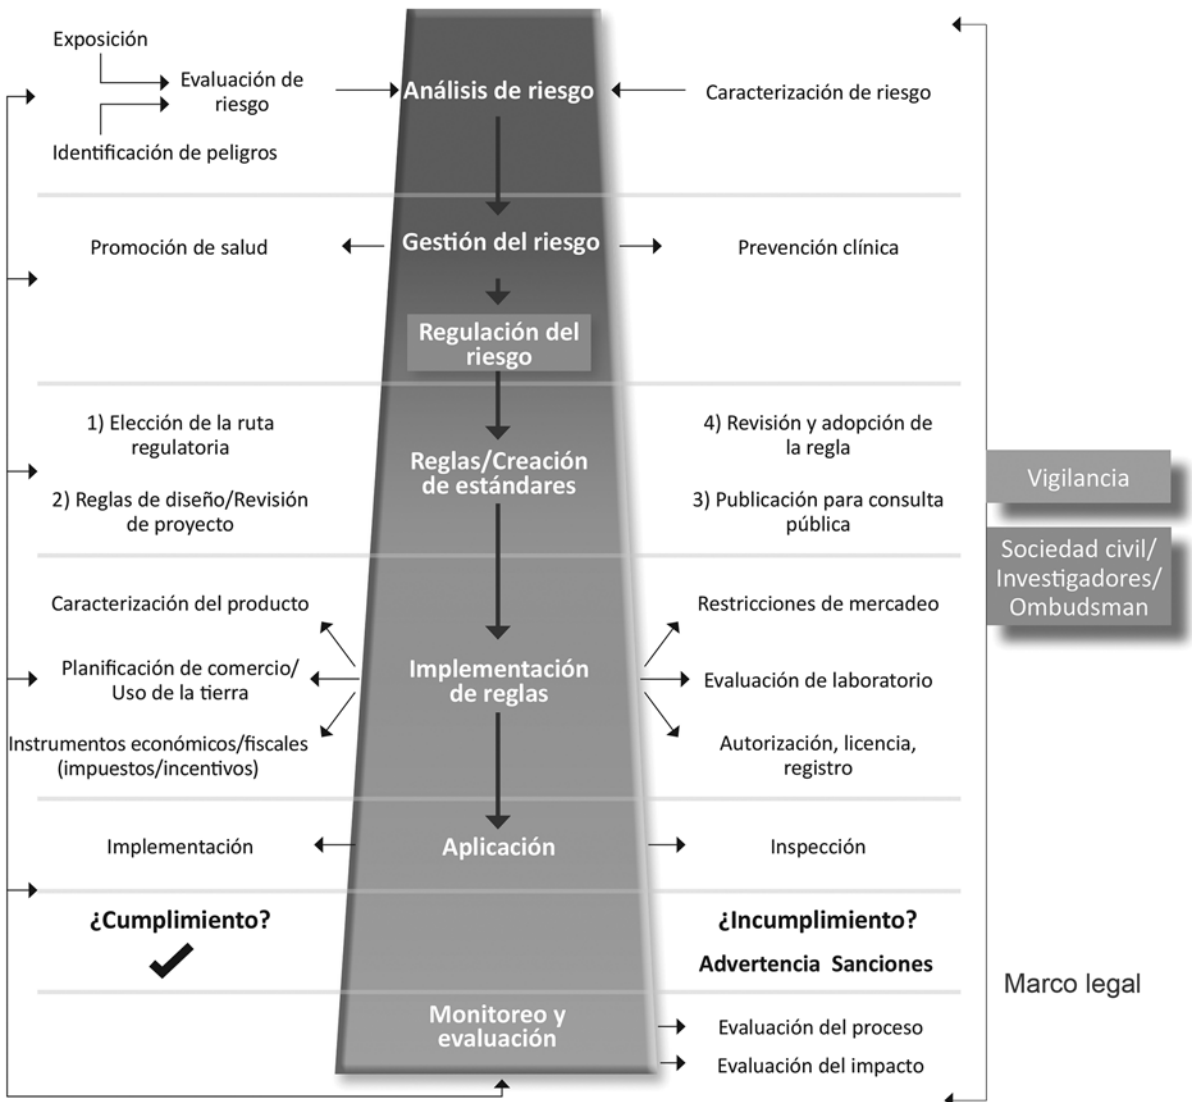 Exposición
Evaluación de
riesgo
Identificación de peligros
Análisis de riesgo
Caracterización de riesgo
Promoción de salud
Gestión del riesgo
Prevención clínica
Regulación del
riesgo
1) Elección de la ruta
regulatoria
2) Reglas de diseño/Revisión
de proyecto
Reglas/Creación
de estándares
4) Revisión y adopción de
la regla
3) Publicación para consulta
pública
Vigilancia
Sociedad civil/
Investigadores/
Ombudsman
Caracterización del producto
Planificación de comercio/
Uso de la tierra
Instrumentos económicos/fiscales
(impuestos/incentivos)
Implementación
de reglas
Restricciones de mercadeo
Evaluación de laboratorio
Autorización, licencia,
registro
Implementación
Aplicación
Inspección
¿Cumplimiento?
¿Incumplimiento?
Advertencia Sanciones
Marco legal
Monitoreo y
evaluación
Evaluación del proceso
Evaluación del impacto